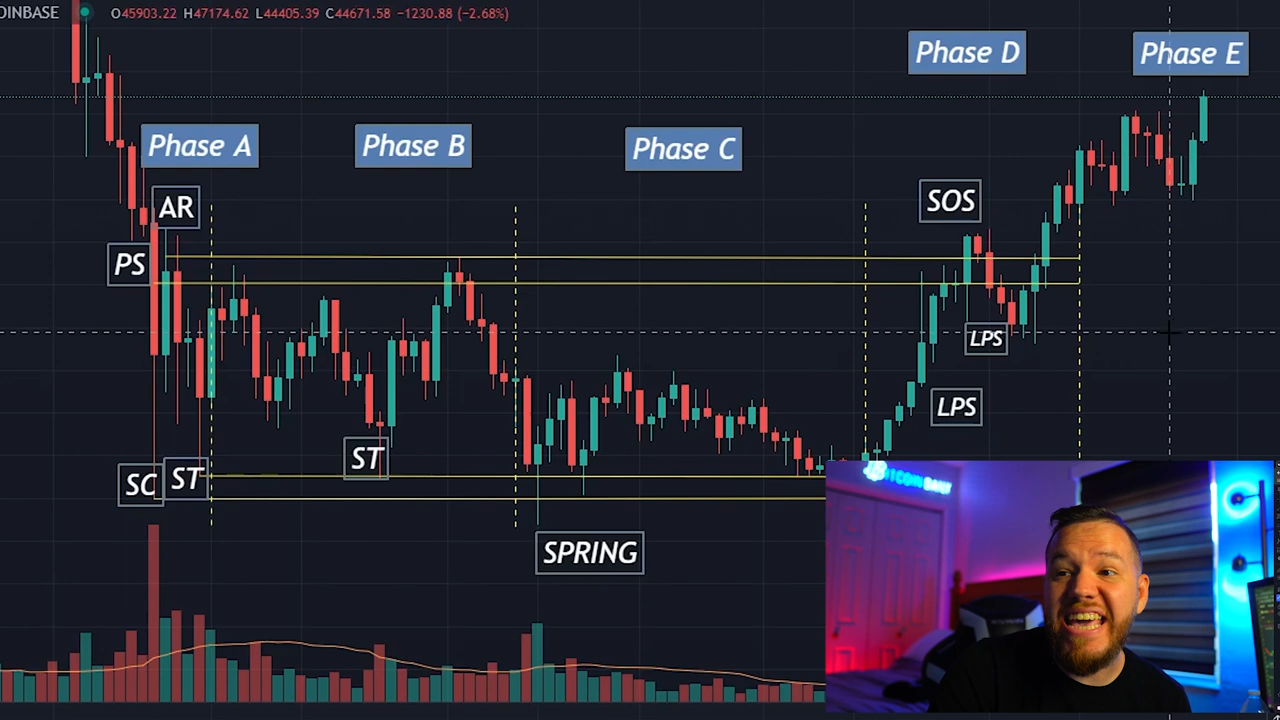 OINBASE O45903.22 H47174.62 L44405.39 C44671.58 −1230.88 (−2.68%)
Phase D
Phase E
Phase A
Phase B
Phase C
AR
SOS
PS
LPS
LPS
ST
SC
ST
SPRING